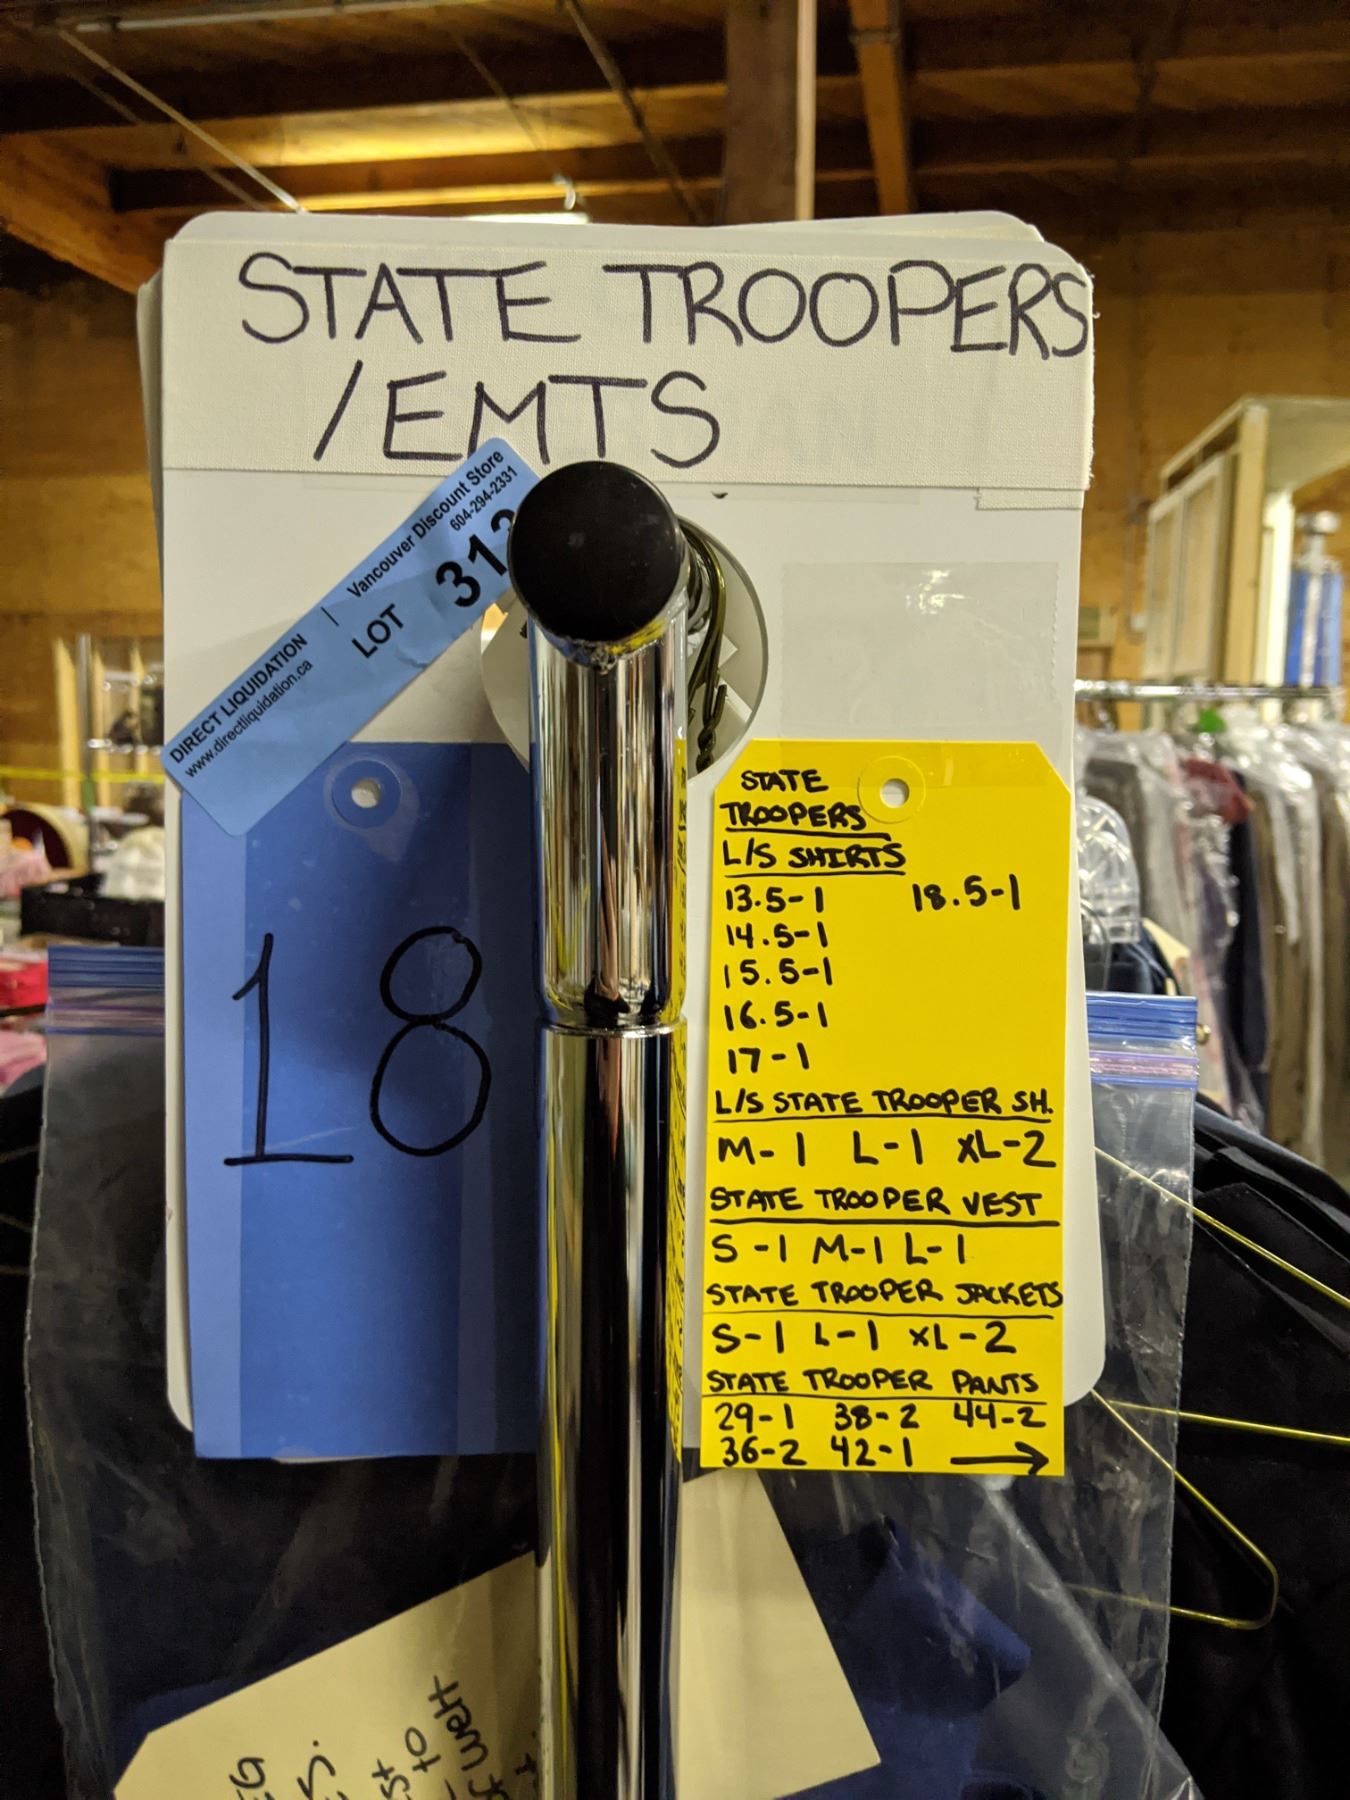 STATE TROOPERS
/EMTS
DIRECT LIQUIDATION | Vancouver Discount Store
www.directliquidation.ca 604-294-2331
LOT 313
18
STATE
TROOPERS
L/S SHIRTS
13.5-1 18.5-1
14.5-1
15.5-1
16.5-1
17-1
L/S STATE TROOPER SH.
M-1 L-1 XL-2
STATE TROOPER VEST
S-1 M-1 L-1
STATE TROOPER JACKETS
S-1 L-1 XL-2
STATE TROOPER PANTS
29-1 38-2 44-2
36-2 42-1 →
to